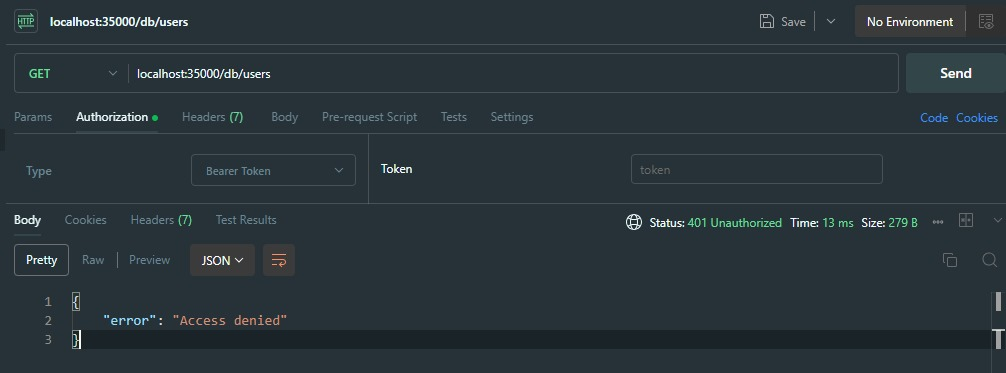 HTTP localhost:35000/db/users Save No Environment
GET localhost:35000/db/users Send
Params Authorization Headers (7) Body Pre-request Script Tests Settings Code Cookies
Type Bearer Token Token token
Body Cookies Headers (7) Test Results Status: 401 Unauthorized Time: 13 ms Size: 279 B
Pretty Raw Preview JSON
1 {
2 "error": "Access denied"
3 }